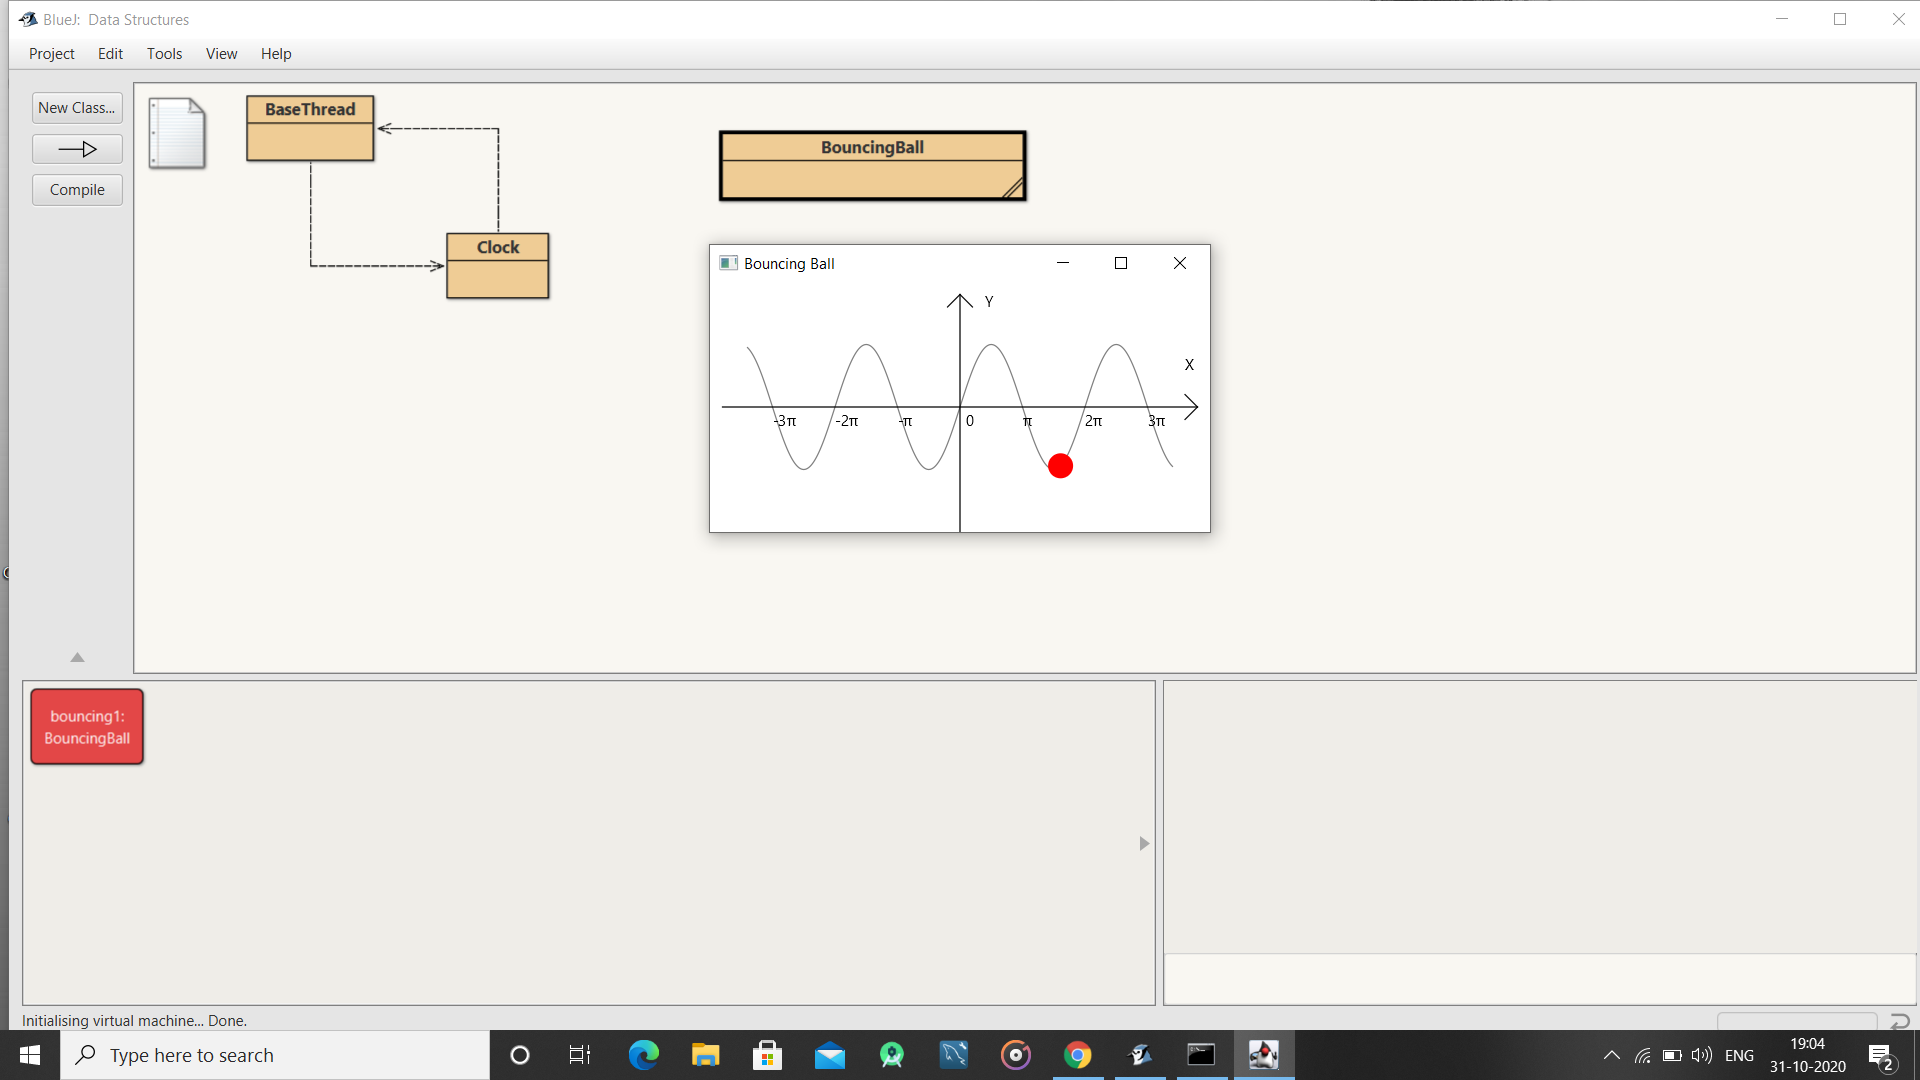 BlueJ:  Data Structures
Project Edit Tools View Help
New Class...
Compile
BaseThread
Clock
BouncingBall
Bouncing Ball
Y
X
-3π -2π -π 0 π 2π 3π
bouncing1:
BouncingBall
Initialising virtual machine... Done.
Type here to search
ENG
19:04
31-10-2020
2